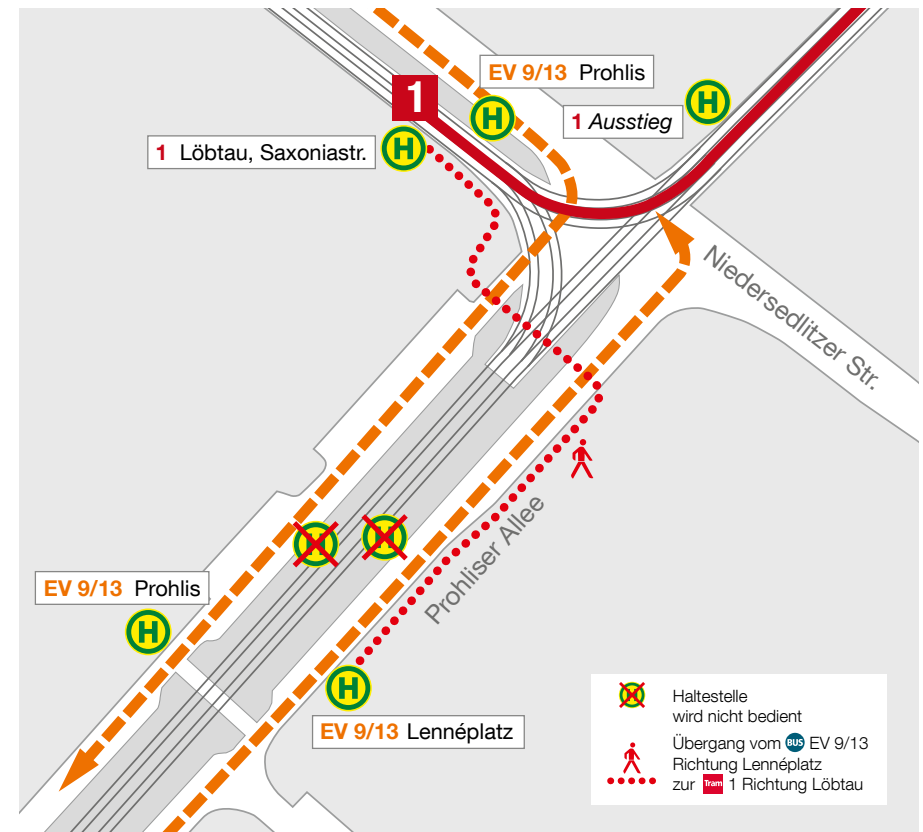 EV 9/13 Prohlis
H
1
H
1 Ausstieg
H
1 Löbtau, Saxoniastr.
Niedersedlitzer Str.
Prohliser Allee
H
H
EV 9/13 Prohlis
H
H
EV 9/13 Lennéplatz
H
Haltestelle
wird nicht bedient
Übergang vom BUS EV 9/13
Richtung Lennéplatz
zur Tram 1 Richtung Löbtau